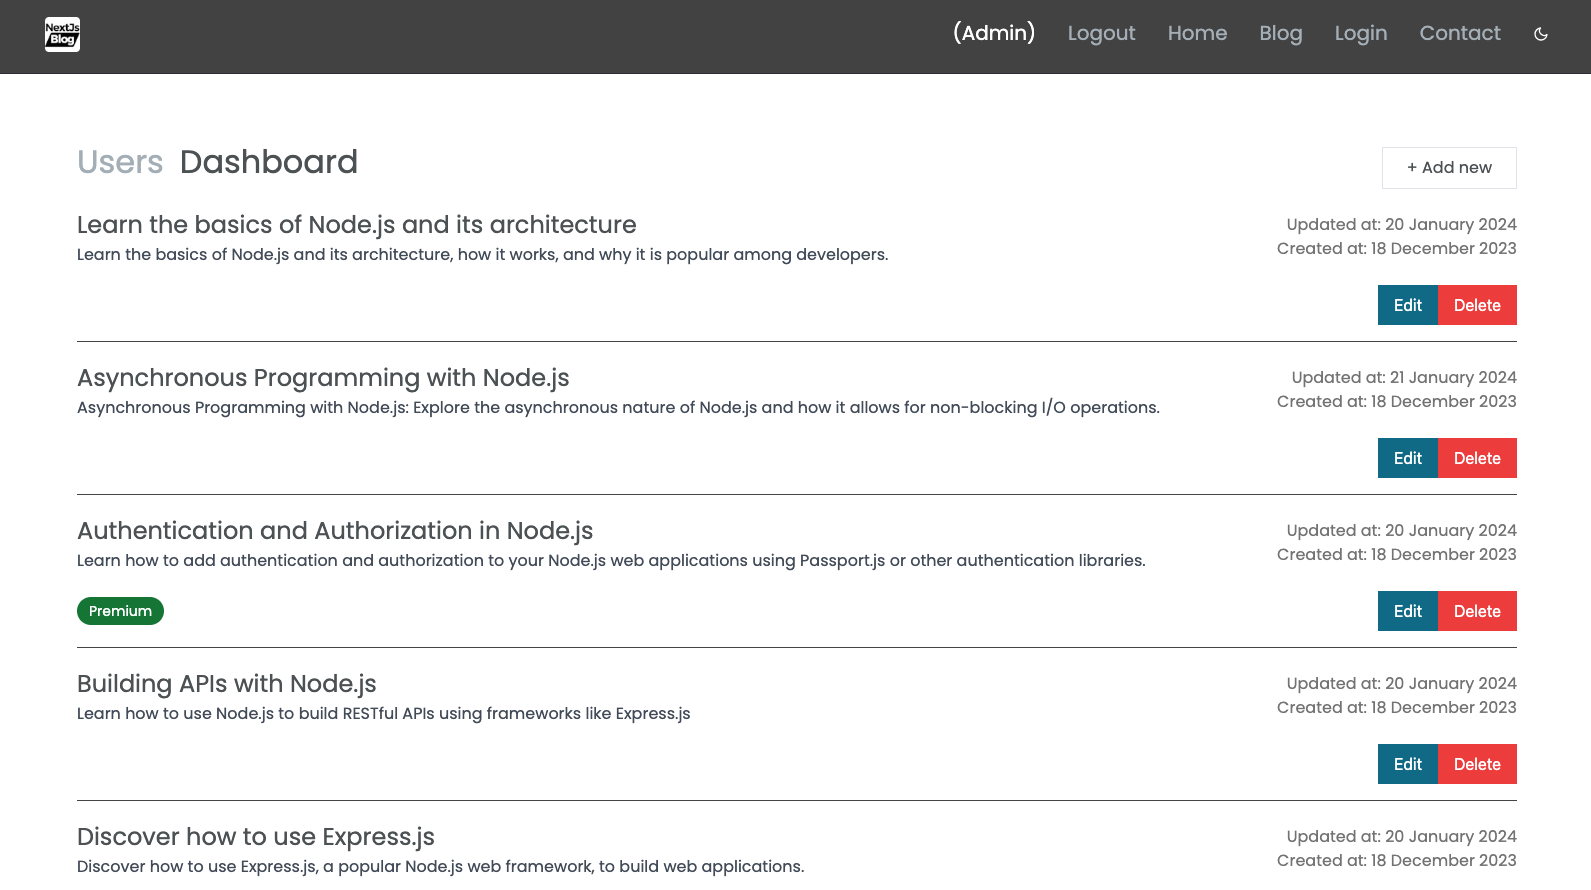 NextJs
Blog
(Admin) Logout Home Blog Login Contact
Users Dashboard
+ Add new
Learn the basics of Node.js and its architecture
Updated at: 20 January 2024
Learn the basics of Node.js and its architecture, how it works, and why it is popular among developers.
Created at: 18 December 2023
Edit Delete
Asynchronous Programming with Node.js
Updated at: 21 January 2024
Asynchronous Programming with Node.js: Explore the asynchronous nature of Node.js and how it allows for non-blocking I/O operations.
Created at: 18 December 2023
Edit Delete
Authentication and Authorization in Node.js
Updated at: 20 January 2024
Learn how to add authentication and authorization to your Node.js web applications using Passport.js or other authentication libraries.
Created at: 18 December 2023
Premium
Edit Delete
Building APIs with Node.js
Updated at: 20 January 2024
Learn how to use Node.js to build RESTful APIs using frameworks like Express.js
Created at: 18 December 2023
Edit Delete
Discover how to use Express.js
Updated at: 20 January 2024
Discover how to use Express.js, a popular Node.js web framework, to build web applications.
Created at: 18 December 2023